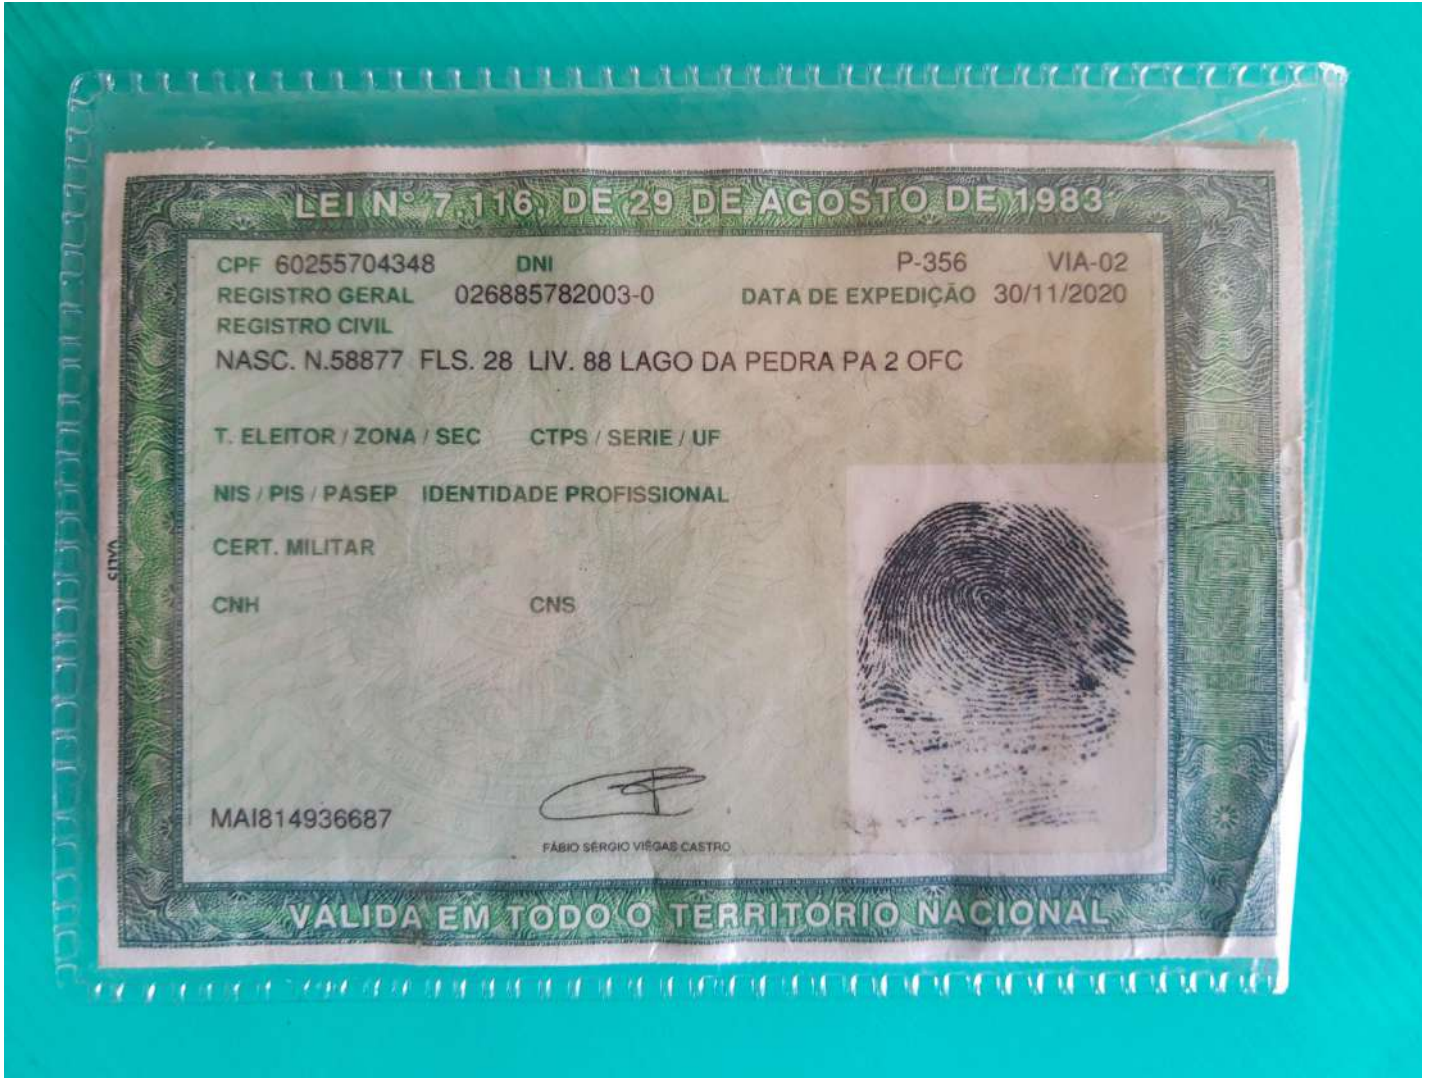 LEI Nº 7.116, DE 29 DE AGOSTO DE 1983
CPF 60255704348 DNI P-356 VIA-02
REGISTRO GERAL 026885782003-0 DATA DE EXPEDIÇÃO 30/11/2020
REGISTRO CIVIL
NASC. N.58877 FLS. 28 LIV. 88 LAGO DA PEDRA PA 2 OFC
T. ELEITOR / ZONA / SEC CTPS / SERIE / UF
NIS / PIS / PASEP IDENTIDADE PROFISSIONAL
CERT. MILITAR
CNH CNS
MAI814936687
FÁBIO SÉRGIO VIÉGAS CASTRO
VÁLIDA EM TODO O TERRITÓRIO NACIONAL